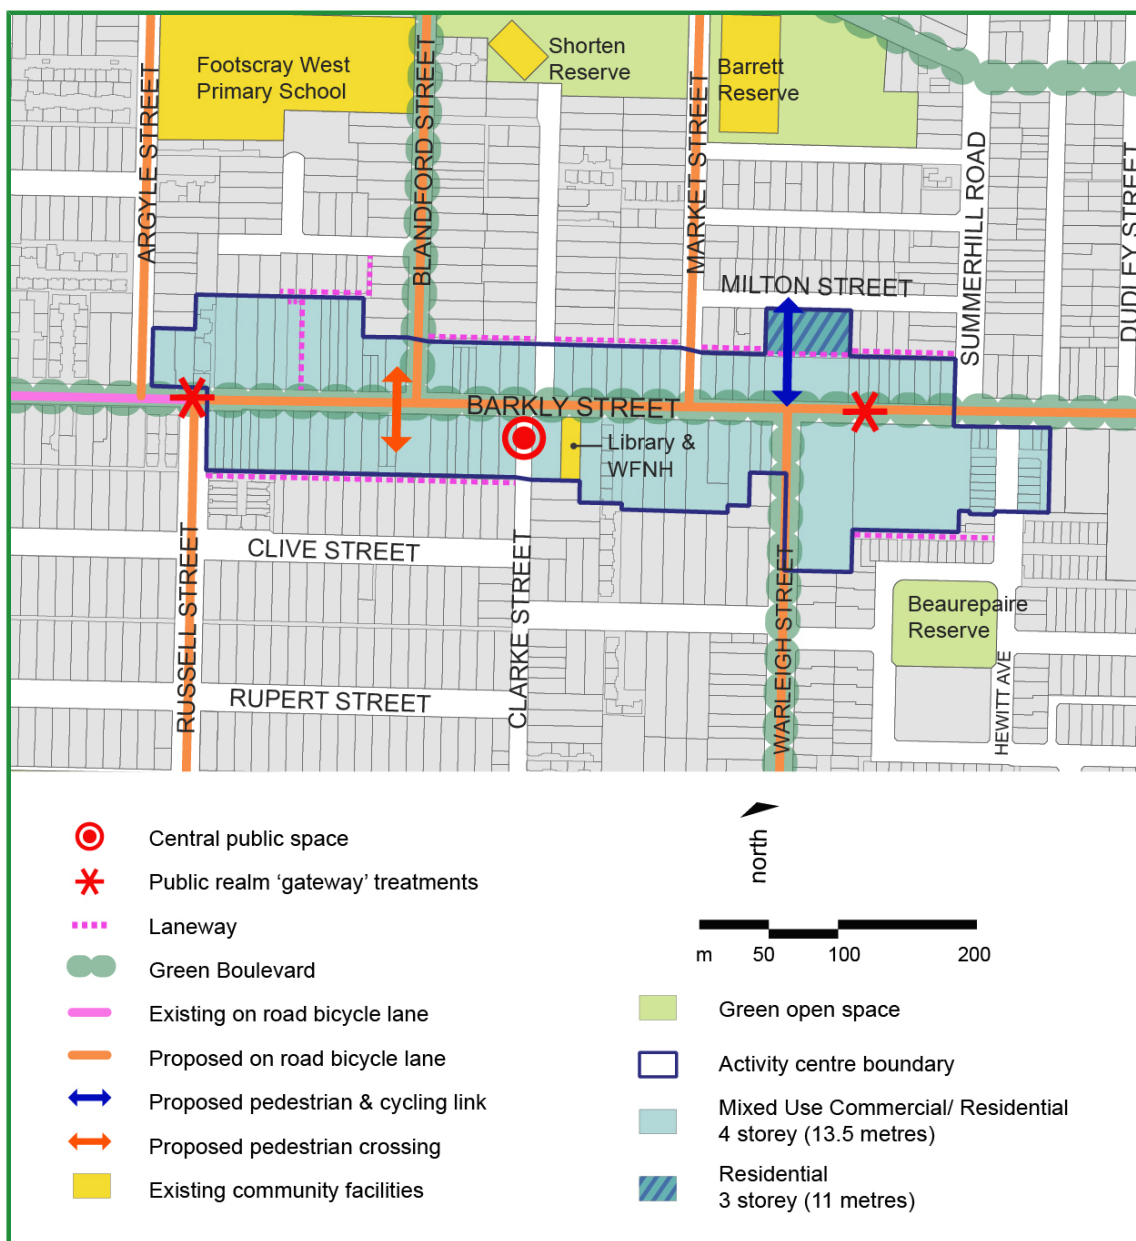 Footscray West
Primary School
Shorten
Reserve
Barrett
Reserve
ARGYLE STREET
BLANDFORD STREET
MARKET STREET
SUMMERHILL ROAD
DUDLEY STREET
MILTON STREET
BARKLY STREET
Library &
WFNH
CLIVE STREET
RUSSELL STREET
CLARKE STREET
WARLEIGH STREET
Beaurepaire
Reserve
RUPERT STREET
HEWITT AVE
Central public space
Public realm ‘gateway’ treatments
Laneway
Green Boulevard
Existing on road bicycle lane
Proposed on road bicycle lane
Proposed pedestrian & cycling link
Proposed pedestrian crossing
Existing community facilities
north
m 50 100 200
Green open space
Activity centre boundary
Mixed Use Commercial/ Residential
4 storey (13.5 metres)
Residential
3 storey (11 metres)